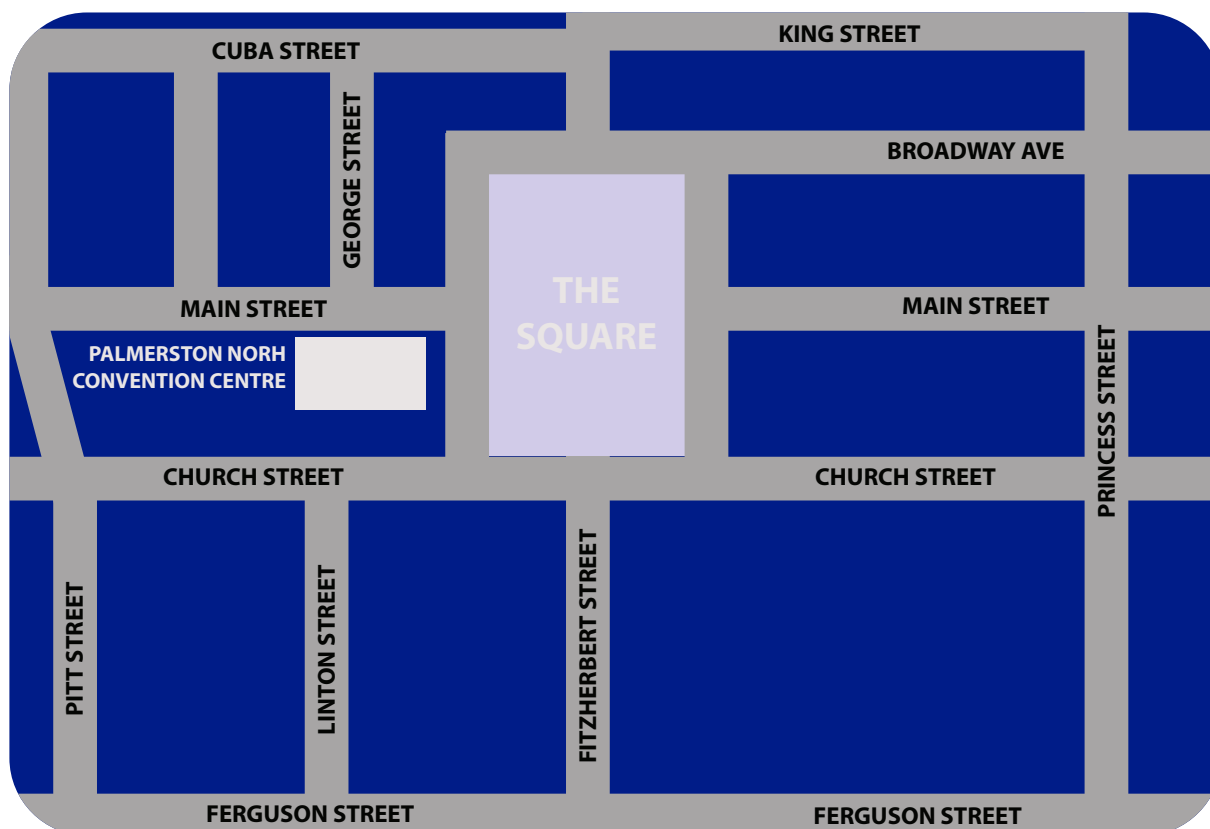 KING STREET
CUBA STREET
BROADWAY AVE
GEORGE STREET
THE
SQUARE
MAIN STREET
MAIN STREET
PALMERSTON NORH
CONVENTION CENTRE
PRINCESS STREET
CHURCH STREET
CHURCH STREET
PITT STREET
LINTON STREET
FITZHERBERT STREET
FERGUSON STREET
FERGUSON STREET